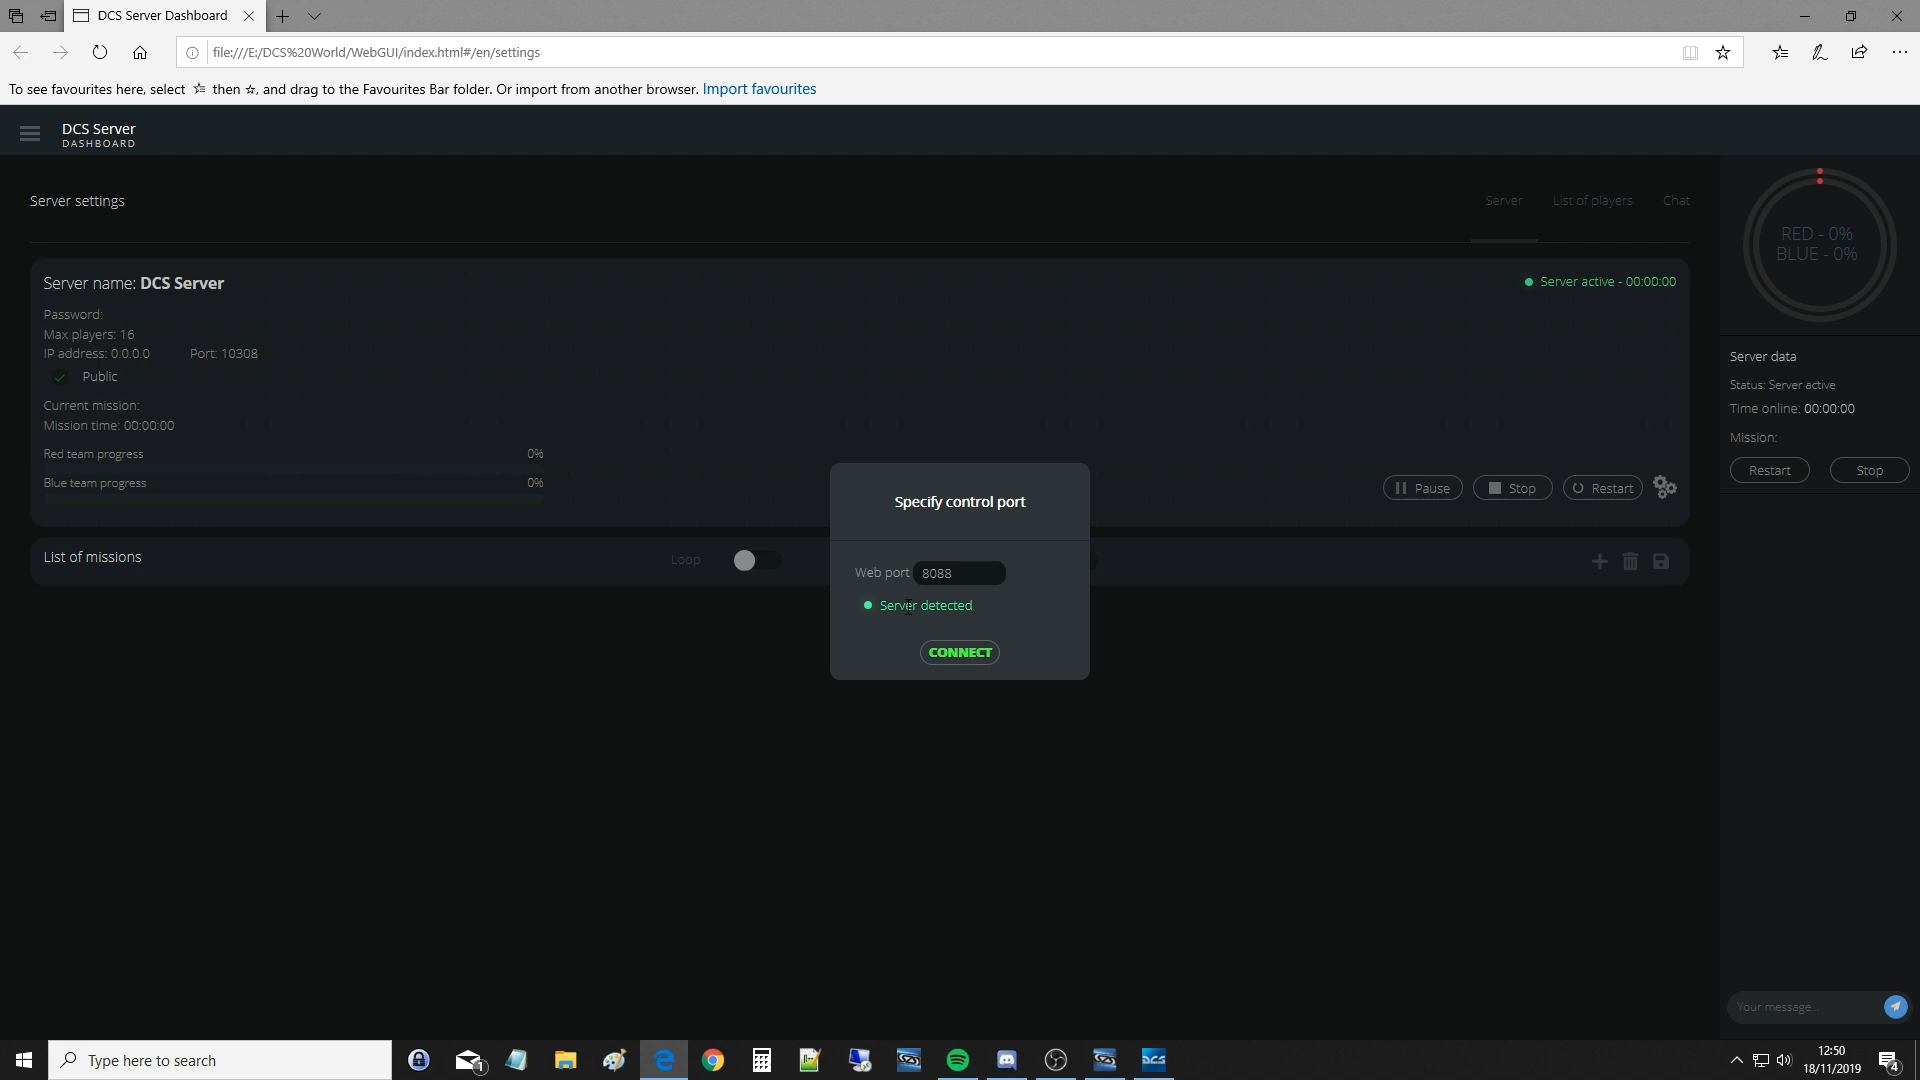 DCS Server Dashboard
file:///E:/DCS%20World/WebGUI/index.html#/en/settings
To see favourites here, select then ☆, and drag to the Favourites Bar folder. Or import from another browser. Import favourites
DCS Server
DASHBOARD
Server settings
Server List of players Chat
RED - 0%
BLUE - 0%
Server name: DCS Server
Server active - 00:00:00
Password:
Max players: 16
IP address: 0.0.0.0 Port: 10308
Public
Current mission:
Mission time: 00:00:00
Red team progress 0%
Blue team progress 0%
Pause Stop Restart
List of missions
Loop
Specify control port
Web port 8088
Server detected
CONNECT
Server data
Status: Server active
Time online: 00:00:00
Mission:
Restart Stop
Your message...
Type here to search
1
DCS
12:50
18/11/2019
4